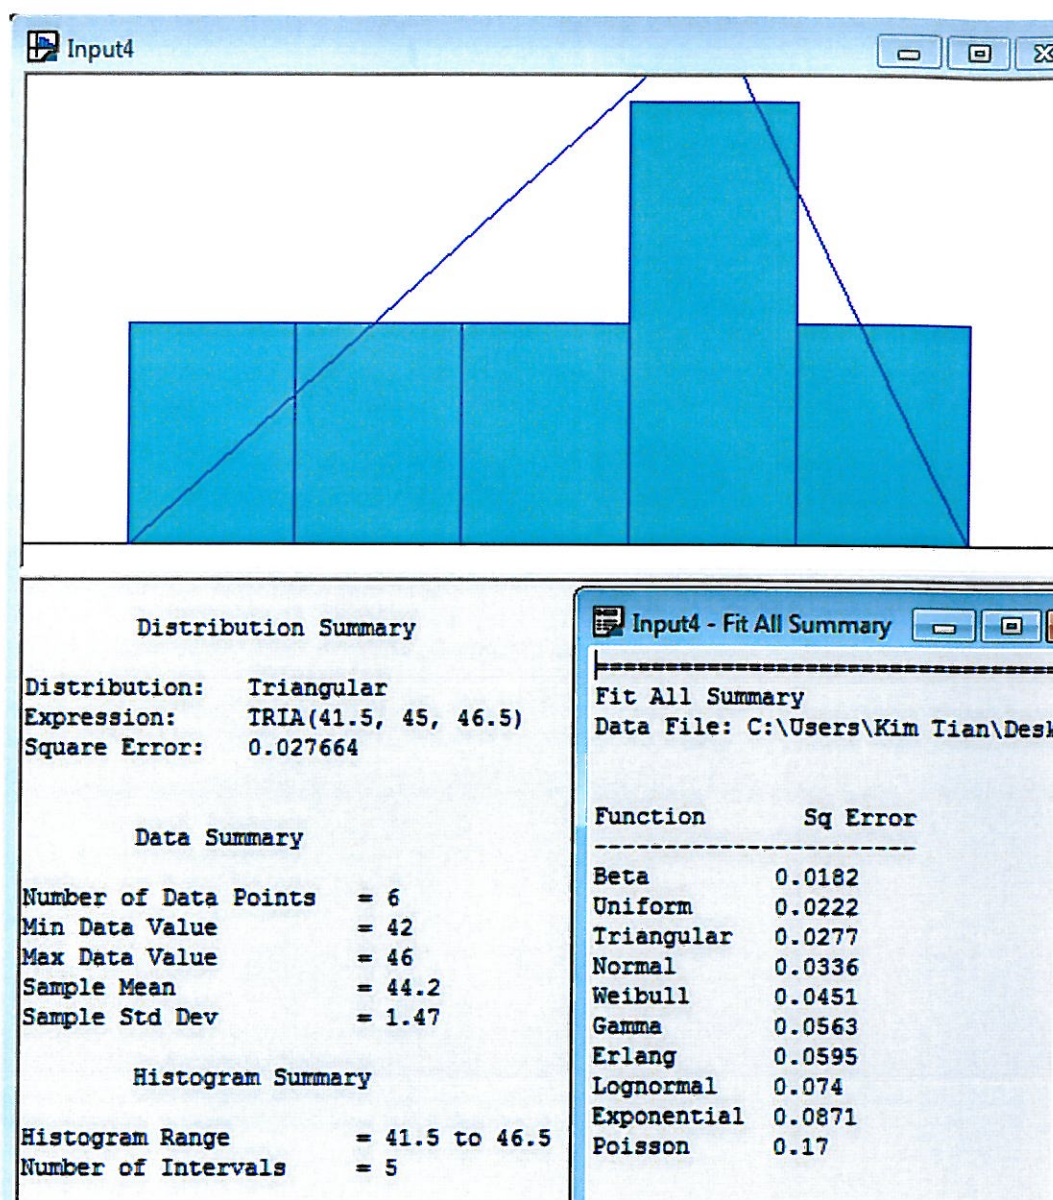 Input4
Distribution Summary
Distribution: Triangular
Expression: TRIA(41.5, 45, 46.5)
Square Error: 0.027664
Data Summary
Number of Data Points = 6
Min Data Value = 42
Max Data Value = 46
Sample Mean = 44.2
Sample Std Dev = 1.47
Histogram Summary
Histogram Range = 41.5 to 46.5
Number of Intervals = 5
Input4 - Fit All Summary
Fit All Summary
Data File: C:\Users\Kim Tian\Desk
Function Sq Error
Beta 0.0182
Uniform 0.0222
Triangular 0.0277
Normal 0.0336
Weibull 0.0451
Gamma 0.0563
Erlang 0.0595
Lognormal 0.074
Exponential 0.0871
Poisson 0.17